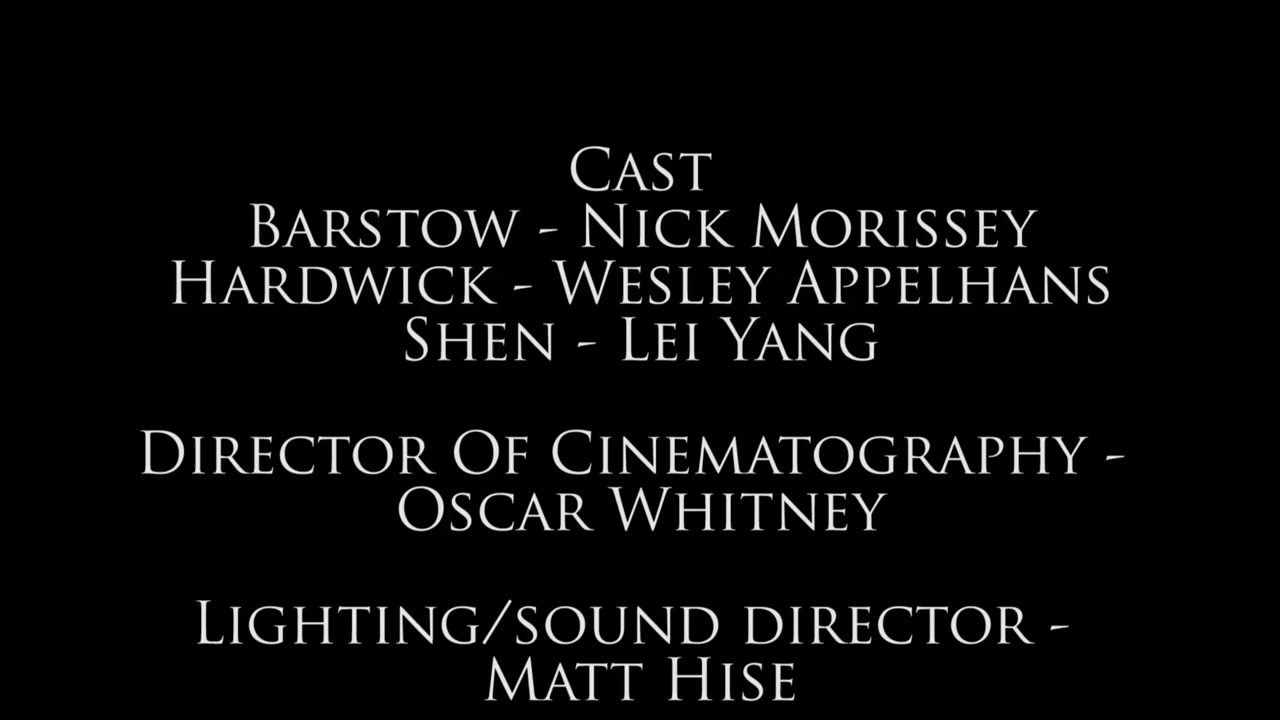 Cast
Barstow - Nick Morissey
Hardwick - Wesley Appelhans
Shen - Lei Yang
Director Of Cinematography -
Oscar Whitney
Lighting/sound director -
Matt Hise